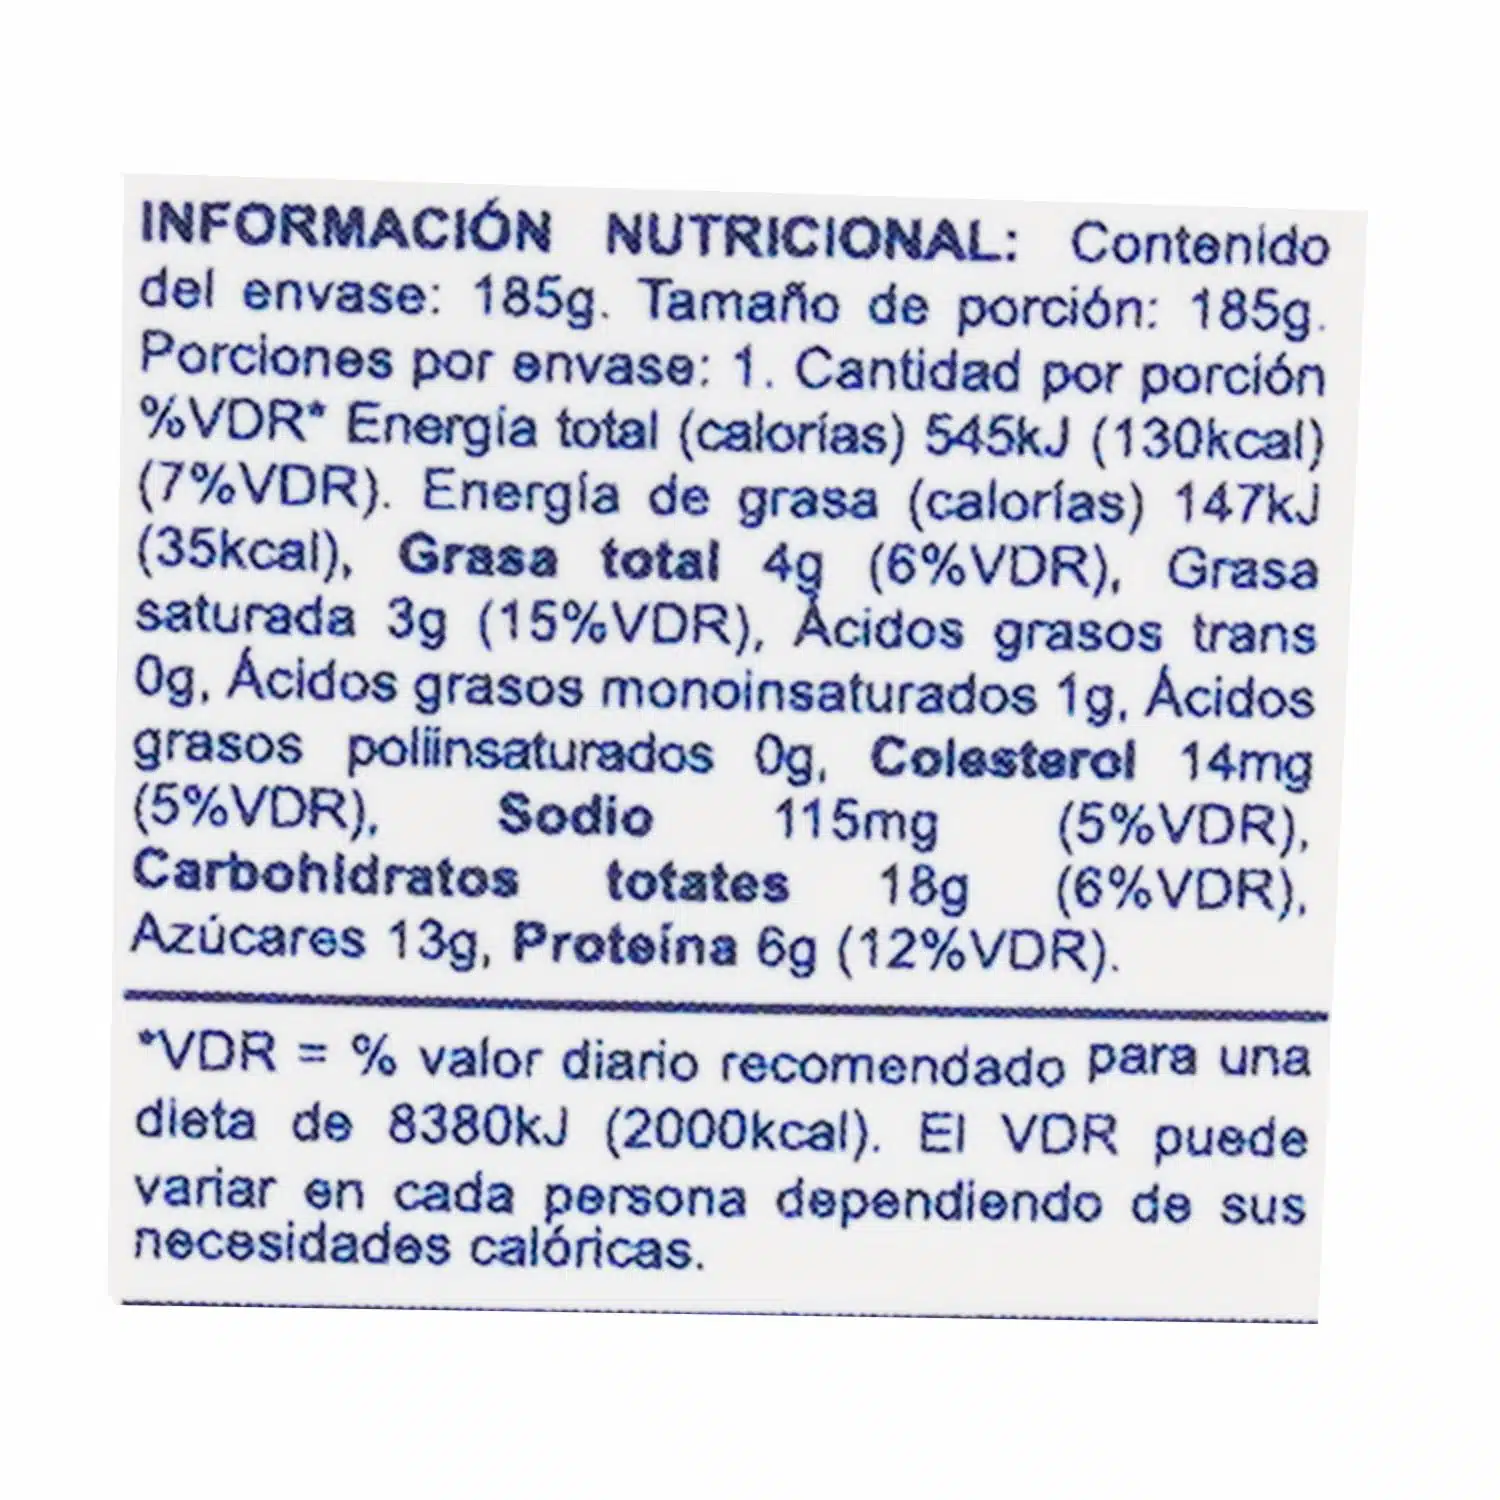 INFORMACIÓN NUTRICIONAL: Contenido
del envase: 185g. Tamaño de porción: 185g.
Porciones por envase: 1. Cantidad por porción
%VDR* Energía total (calorías) 545kJ (130kcal)
(7%VDR). Energía de grasa (calorías) 147kJ
(35kcal), Grasa total 4g (6%VDR), Grasa
saturada 3g (15%VDR), Ácidos grasos trans
0g, Ácidos grasos monoinsaturados 1g, Ácidos
grasos poliinsaturados 0g, Colesterol 14mg
(5%VDR), Sodio 115mg (5%VDR),
Carbohidratos totates 18g (6%VDR),
Azúcares 13g, Proteína 6g (12%VDR).
*VDR = % valor diario recomendado para una
dieta de 8380kJ (2000kcal). El VDR puede
variar en cada persona dependiendo de sus
necesidades calóricas.